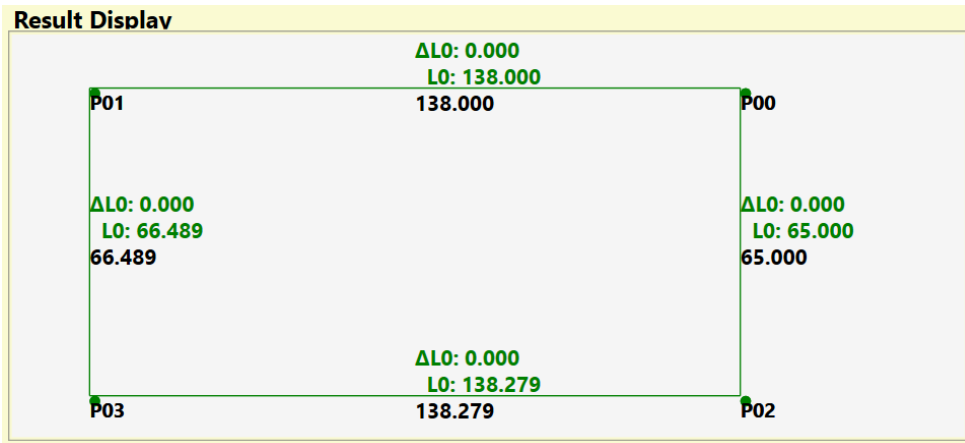 Result Display
ΔL0: 0.000
L0: 138.000
P01
138.000
P00
ΔL0: 0.000
L0: 66.489
66.489
ΔL0: 0.000
L0: 65.000
65.000
ΔL0: 0.000
L0: 138.279
P03
138.279
P02